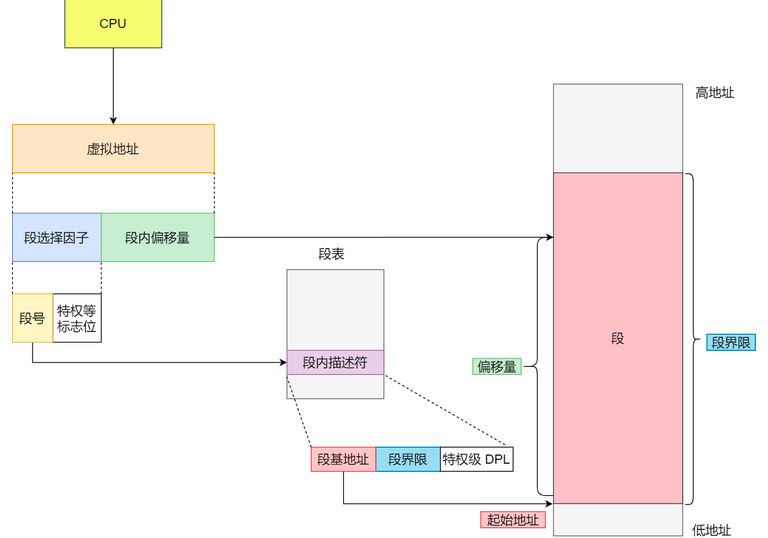 CPU
虚拟地址
段选择因子
段内偏移量
段号
特权等
标志位
段表
段内描述符
段基地址
段界限
特权级 DPL
高地址
段
偏移量
段界限
起始地址
低地址